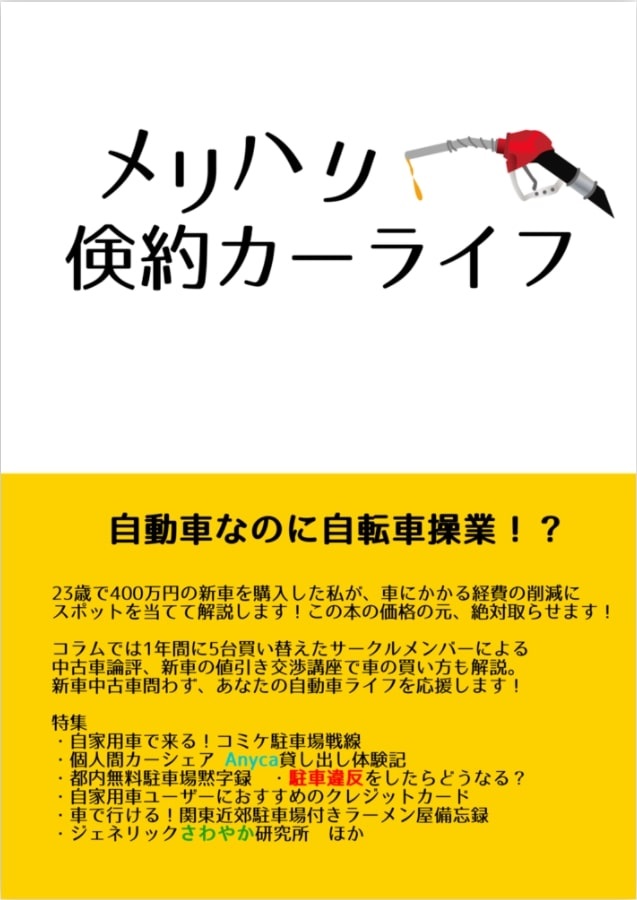 メリハリ
倹約カーライフ
自動車なのに自転車操業！？
23歳で400万円の新車を購入した私が、車にかかる経費の削減に
スポットを当てて解説します！この本の価格の元、絶対取らせます！
コラムでは1年間に5台買い替えたサークルメンバーによる
中古車論評、新車の値引き交渉講座で車の買い方も解説。
新車中古車問わず、あなたの自動車ライフを応援します！
特集
・自家用車で来る！コミケ駐車場戦線
・個人間カーシェア Anyca貸し出し体験記
・都内無料駐車場黙字録　・駐車違反をしたらどうなる？
・自家用車ユーザーにおすすめのクレジットカード
・車で行ける！関東近郊駐車場付きラーメン屋備忘録
・ジェネリックさわやか研究所　ほか